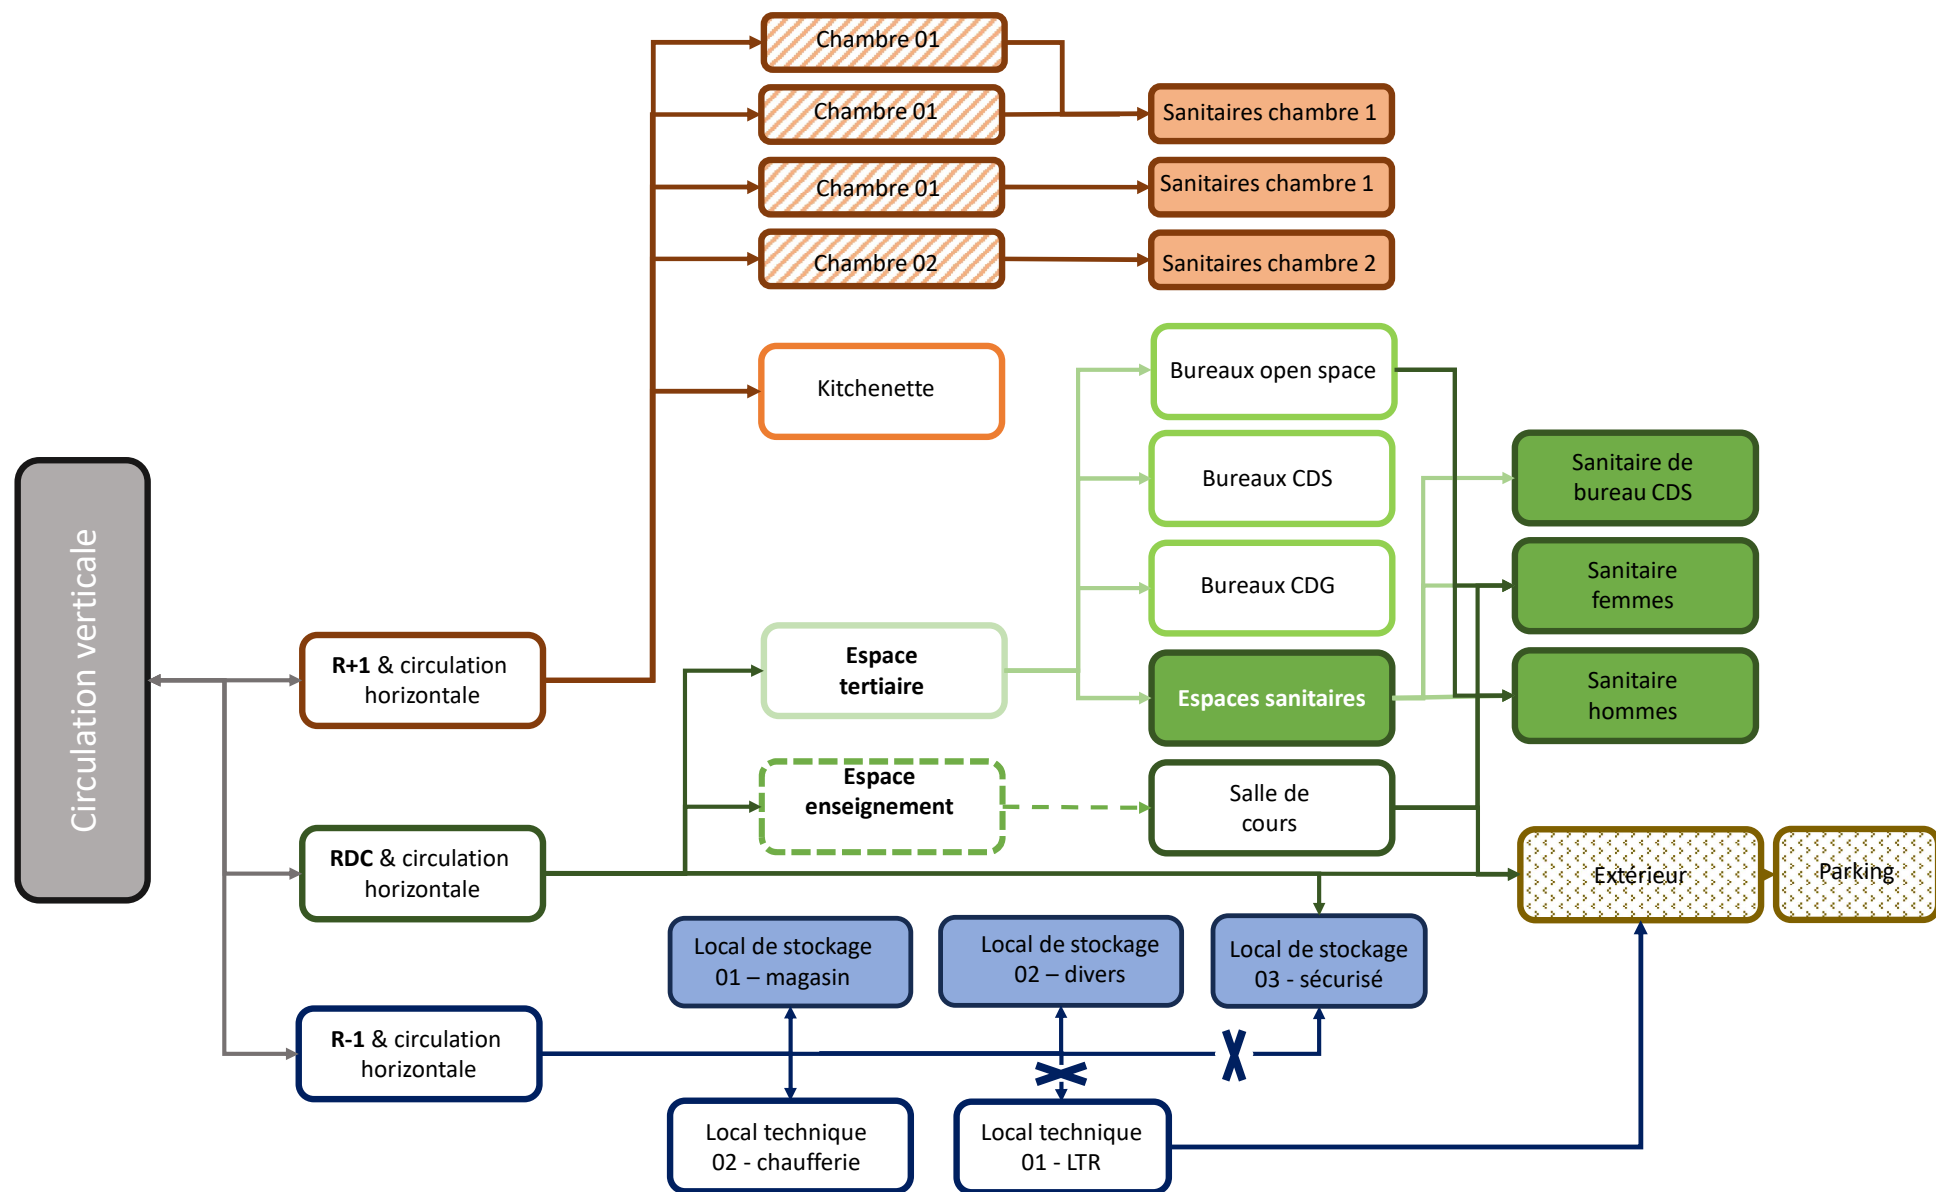 Chambre 01
Chambre 01
Sanitaires chambre 1
Chambre 01
Sanitaires chambre 1
Chambre 02
Sanitaires chambre 2
Kitchenette
Bureaux open space
Bureaux CDS
Sanitaire de
bureau CDS
Bureaux CDG
Sanitaire
femmes
Circulation verticale
R+1 & circulation
horizontale
Espace
tertiaire
Espaces sanitaires
Sanitaire
hommes
Espace
enseignement
Salle de
cours
RDC & circulation
horizontale
Extérieur
Parking
Local de stockage
01 – magasin
Local de stockage
02 – divers
Local de stockage
03 - sécurisé
R-1 & circulation
horizontale
Local technique
02 - chaufferie
Local technique
01 - LTR